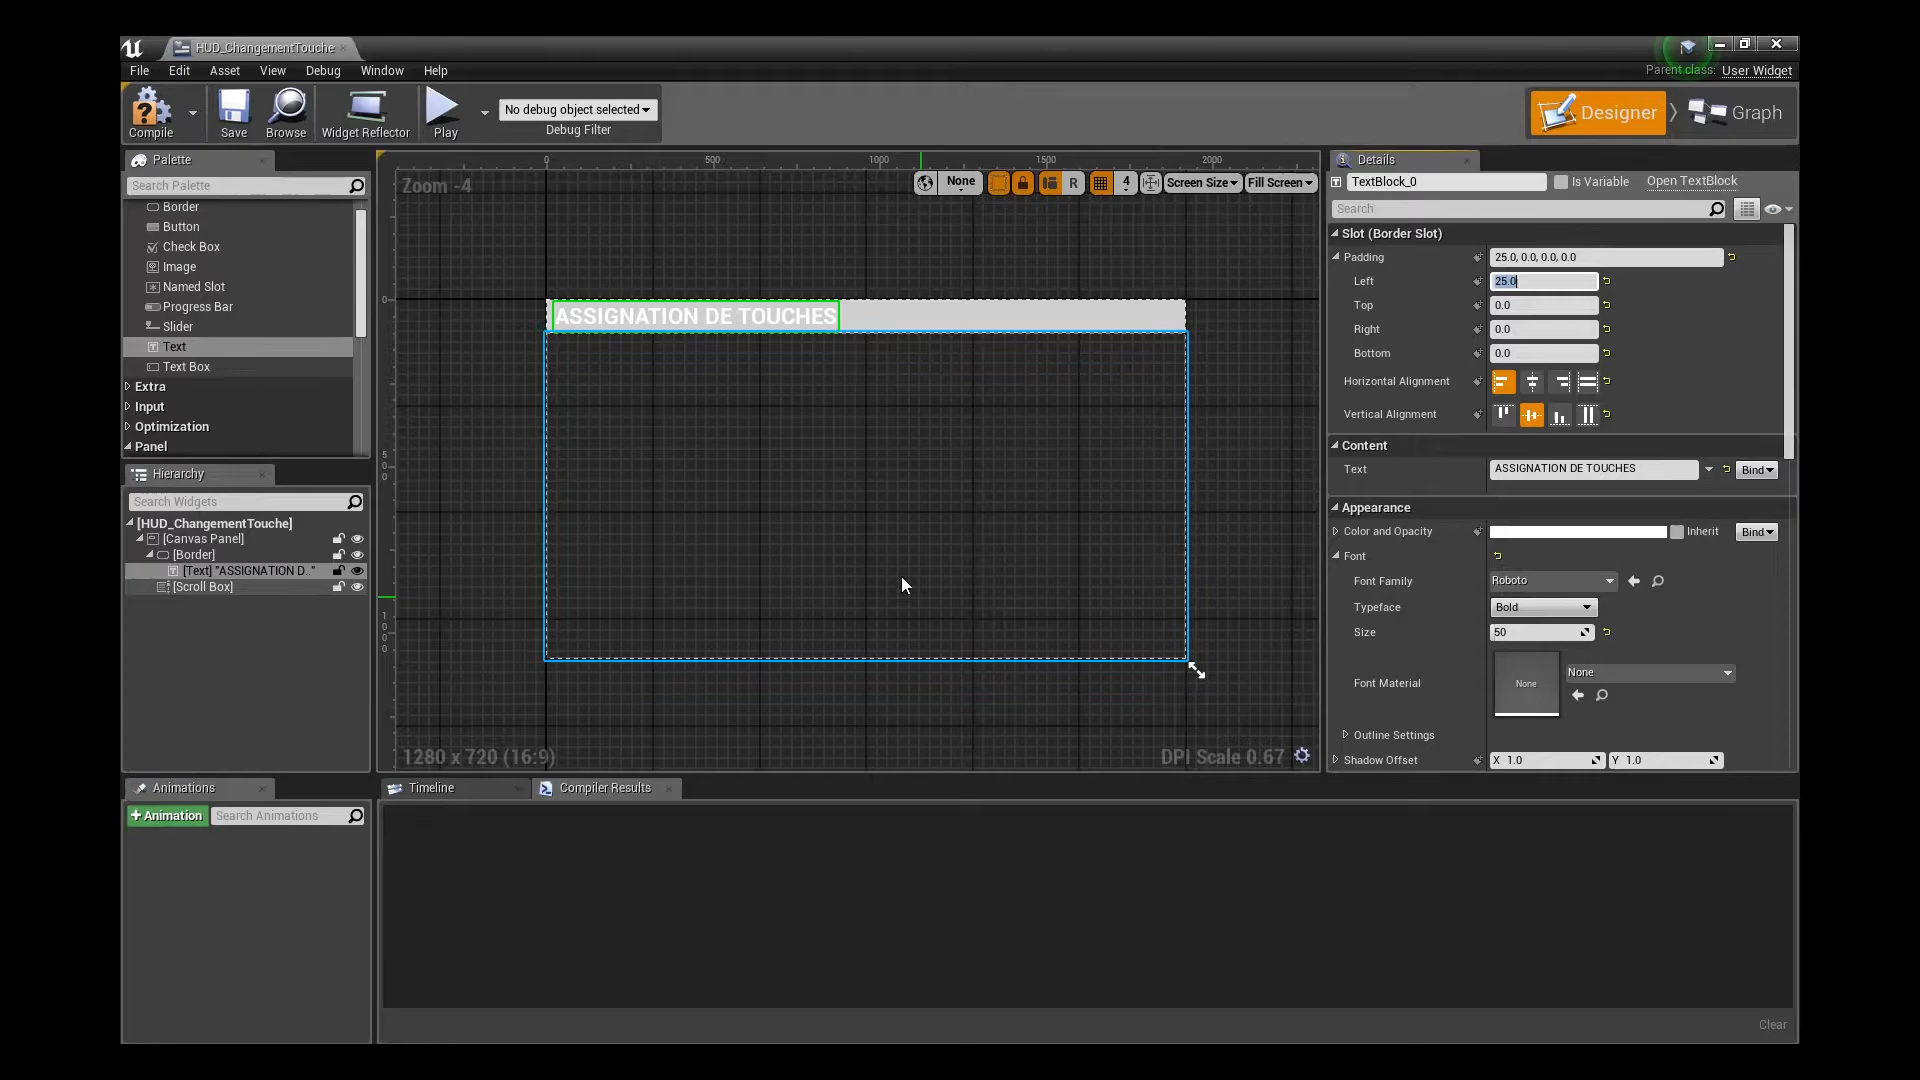 HUD_ChangementTouche
File Edit Asset View Debug Window Help
Parent class: User Widget
Compile Save Browse Widget Reflector Play
No debug object selected
Debug Filter
Designer Graph
Palette
Search Palette
Border
Button
Check Box
Image
Named Slot
Progress Bar
Slider
Text
Text Box
Extra
Input
Optimization
Panel
Hierarchy
Search Widgets
[HUD_ChangementTouche]
[Canvas Panel]
[Border]
[Text] "ASSIGNATION D.."
[Scroll Box]
Animations
+Animation Search Animations
0 500 1000 1500 2000
Zoom -4
None R 4 Screen Size Fill Screen
0
500
1000
ASSIGNATION DE TOUCHES
1280 x 720 (16:9)
DPI Scale 0.67
Timeline Compiler Results
Clear
Details
TextBlock_0 Is Variable Open TextBlock
Search
Slot (Border Slot)
Padding 25.0, 0.0, 0.0, 0.0
Left 25.0
Top 0.0
Right 0.0
Bottom 0.0
Horizontal Alignment
Vertical Alignment
Content
Text ASSIGNATION DE TOUCHES Bind
Appearance
Color and Opacity Inherit Bind
Font
Font Family Roboto
Typeface Bold
Size 50
Font Material None None
Outline Settings
Shadow Offset X 1.0 Y 1.0